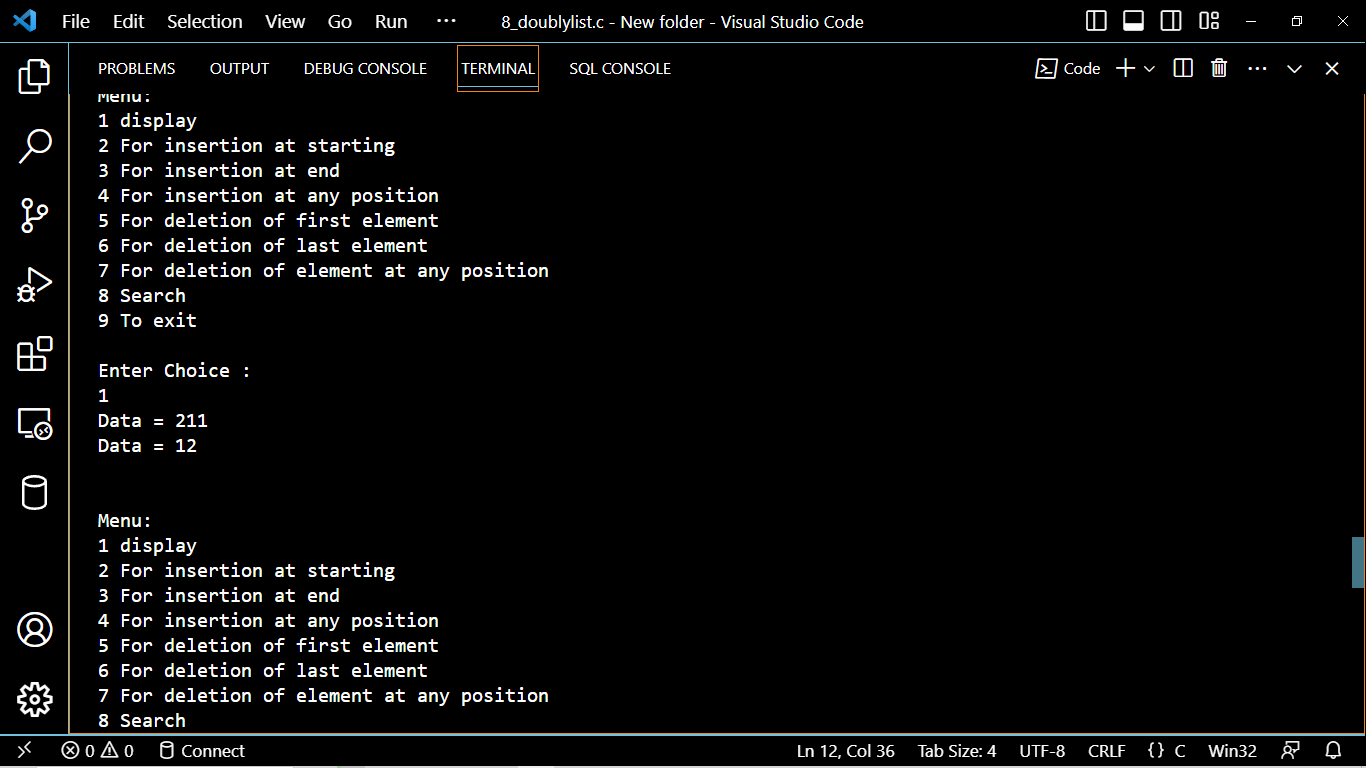 File Edit Selection View Go Run ··· 8_doublylist.c - New folder - Visual Studio Code
PROBLEMS OUTPUT DEBUG CONSOLE TERMINAL SQL CONSOLE Code
Menu:
1 display
2 For insertion at starting
3 For insertion at end
4 For insertion at any position
5 For deletion of first element
6 For deletion of last element
7 For deletion of element at any position
8 Search
9 To exit
Enter Choice :
1
Data = 211
Data = 12
Menu:
1 display
2 For insertion at starting
3 For insertion at end
4 For insertion at any position
5 For deletion of first element
6 For deletion of last element
7 For deletion of element at any position
8 Search
0 0 Connect Ln 12, Col 36 Tab Size: 4 UTF-8 CRLF {} C Win32